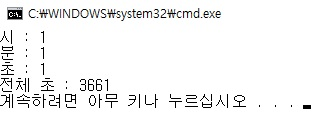 C:₩WINDOWS₩system32₩cmd.exe
시 : 1
분 : 1
초 : 1
전체 초 : 3661
계속하려면 아무 키나 누르십시오 . . .